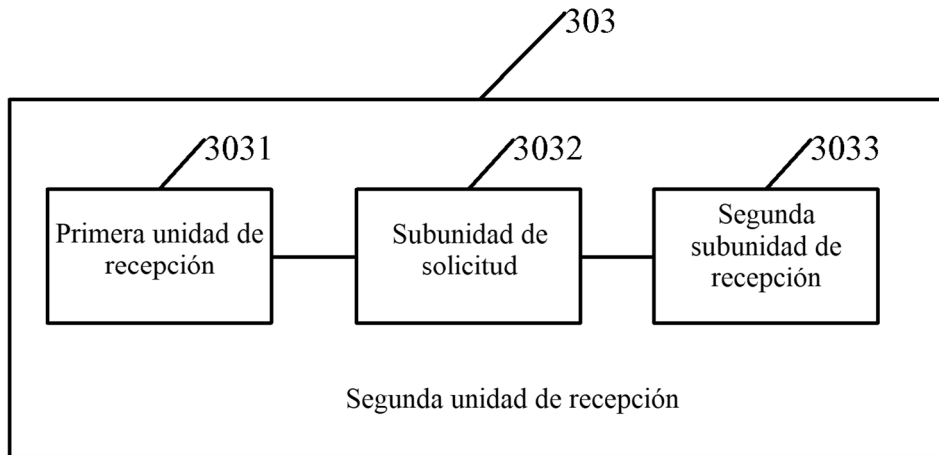 303
3031
3032
3033
Primera unidad de
recepción
Subunidad de
solicitud
Segunda
subunidad de
recepción
Segunda unidad de recepción